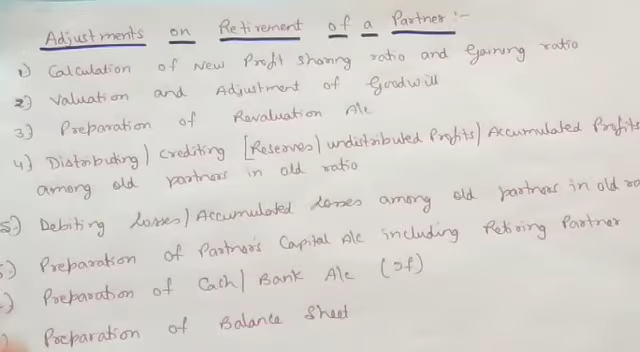 Adjustments on Retirement of a Partner :-
1) Calculation of New Profit sharing ratio and Gaining ratio
2) Valuation and Adjustment of Goodwill
3) Preparation of Revaluation A/c
4) Distributing / Crediting [Reserves / undistributed Profits / Accumulated Profits
among old partners in old ratio
5) Debiting Losses / Accumulated Losses among old partners in old ra
) Preparation of Partner's Capital A/c including Retiring Partner
) Preparation of Cash / Bank A/c (If)
) Preparation of Balance Sheet